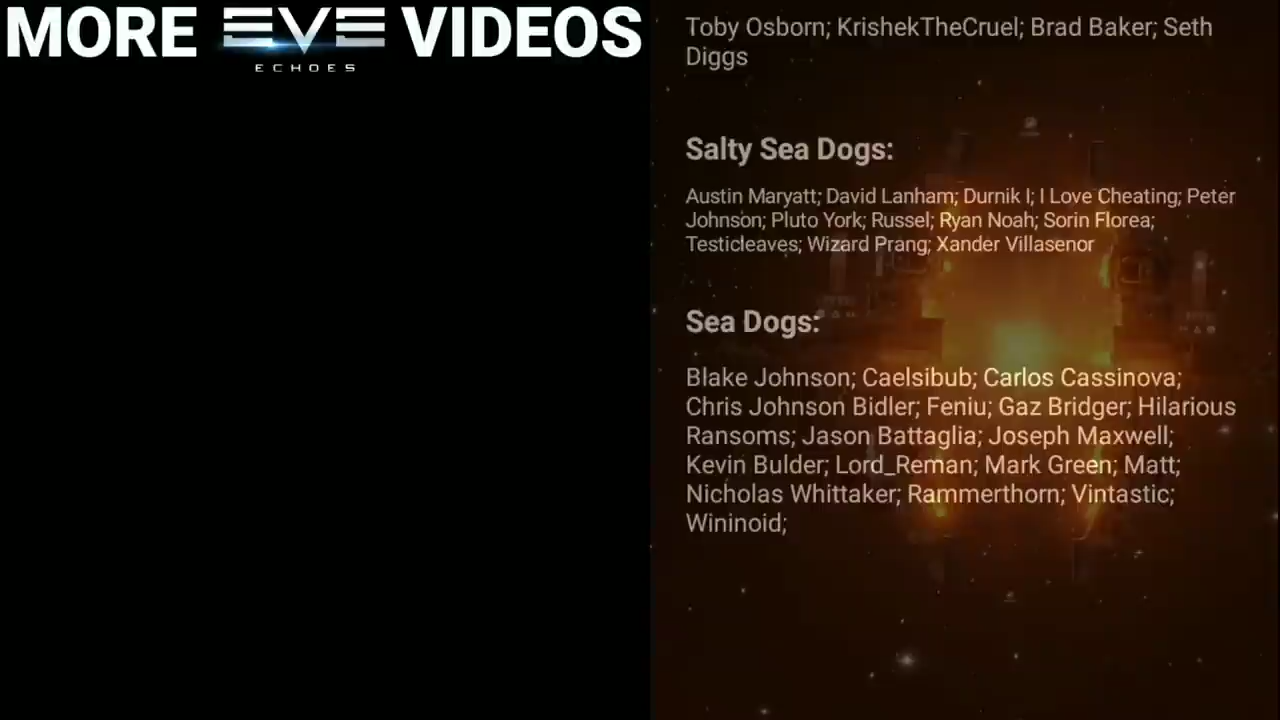 MORE EVE VIDEOS
ECHOES
Toby Osborn; KrishekTheCruel; Brad Baker; Seth
Diggs
Salty Sea Dogs:
Austin Maryatt; David Lanham; Durnik I; I Love Cheating; Peter
Johnson; Pluto York; Russel; Ryan Noah; Sorin Florea;
Testicleaves; Wizard Prang; Xander Villasenor
Sea Dogs:
Blake Johnson; Caelsibub; Carlos Cassinova;
Chris Johnson Bidler; Feniu; Gaz Bridger; Hilarious
Ransoms; Jason Battaglia; Joseph Maxwell;
Kevin Bulder; Lord_Reman; Mark Green; Matt;
Nicholas Whittaker; Rammerthorn; Vintastic;
Wininoid;